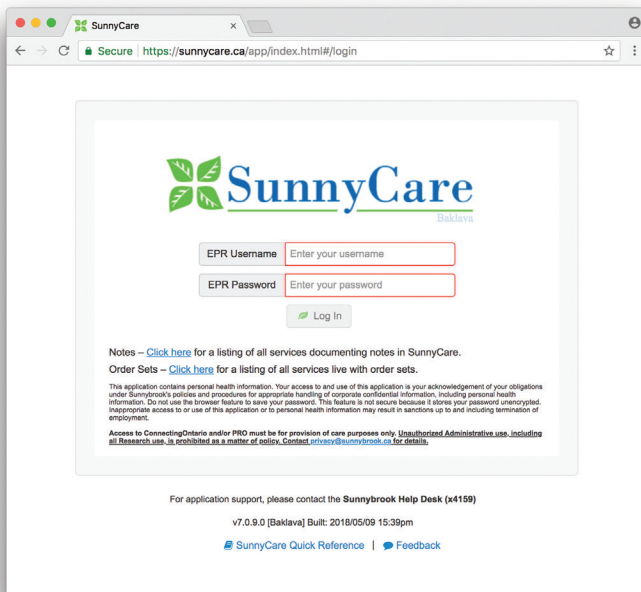 SunnyCare
Secure https://sunnycare.ca/app/index.html#/login
SunnyCare
Baklava
EPR Username Enter your username
EPR Password Enter your password
Log In
Notes – Click here for a listing of all services documenting notes in SunnyCare.
Order Sets – Click here for a listing of all services live with order sets.
This application contains personal health information. Your access to and use of this application is your acknowledgement of your obligations
under Sunnybrook's policies and procedures for appropriate handling of corporate confidential information, including personal health
information. Do not use the browser feature to save your password. This feature is not secure because it stores your password unencrypted.
Inappropriate access to or use of this application or to personal health information may result in sanctions up to and including termination of
employment.
Access to ConnectingOntario and/or PRO must be for provision of care purposes only. Unauthorized Administrative use, including
all Research use, is prohibited as a matter of policy. Contact privacy@sunnybrook.ca for details.
For application support, please contact the Sunnybrook Help Desk (x4159)
v7.0.9.0 [Baklava] Built: 2018/05/09 15:39pm
SunnyCare Quick Reference | Feedback